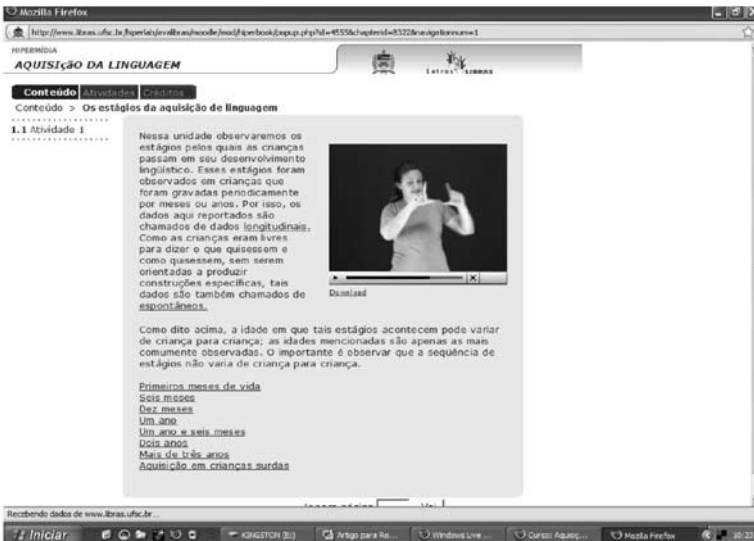 Mozilla Firefox
http://www.libras.ufsc.br/hiperlab/avalibras/moodle/mod/hiperbook/popup.php?id=4555&chapterid=8322&navigationnum=1
HIPERMÍDIA
AQUISIÇãO DA LINGUAGEM
Letras LIBRAS
Conteúdo Atividades Créditos
Conteúdo > Os estágios da aquisição de linguagem
1.1 Atividade 1
Nessa unidade observaremos os
estágios pelos quais as crianças
passam em seu desenvolvimento
lingüístico. Esses estágios foram
observados em crianças que
foram gravadas periodicamente
por meses ou anos. Por isso, os
dados aqui reportados são
chamados de dados longitudinais.
Como as crianças eram livres
para dizer o que quisessem e
como quisessem, sem serem
orientadas a produzir
construções específicas, tais
dados são também chamados de
espontâneos.
Download
Como dito acima, a idade em que tais estágios acontecem pode variar
de criança para criança; as idades mencionadas são apenas as mais
comumente observadas. O importante é observar que a seqüência de
estágios não varia de criança para criança.
Primeiros meses de vida
Seis meses
Dez meses
Um ano
Um ano e seis meses
Dois anos
Mais de três anos
Aquisição em crianças surdas
Recebendo dados de www.libras.ufsc.br...
Iniciar
KINGSTON (E:)
Artigo para Re...
Windows Live ...
Curso: Aquisiç...
Mozilla Firefox